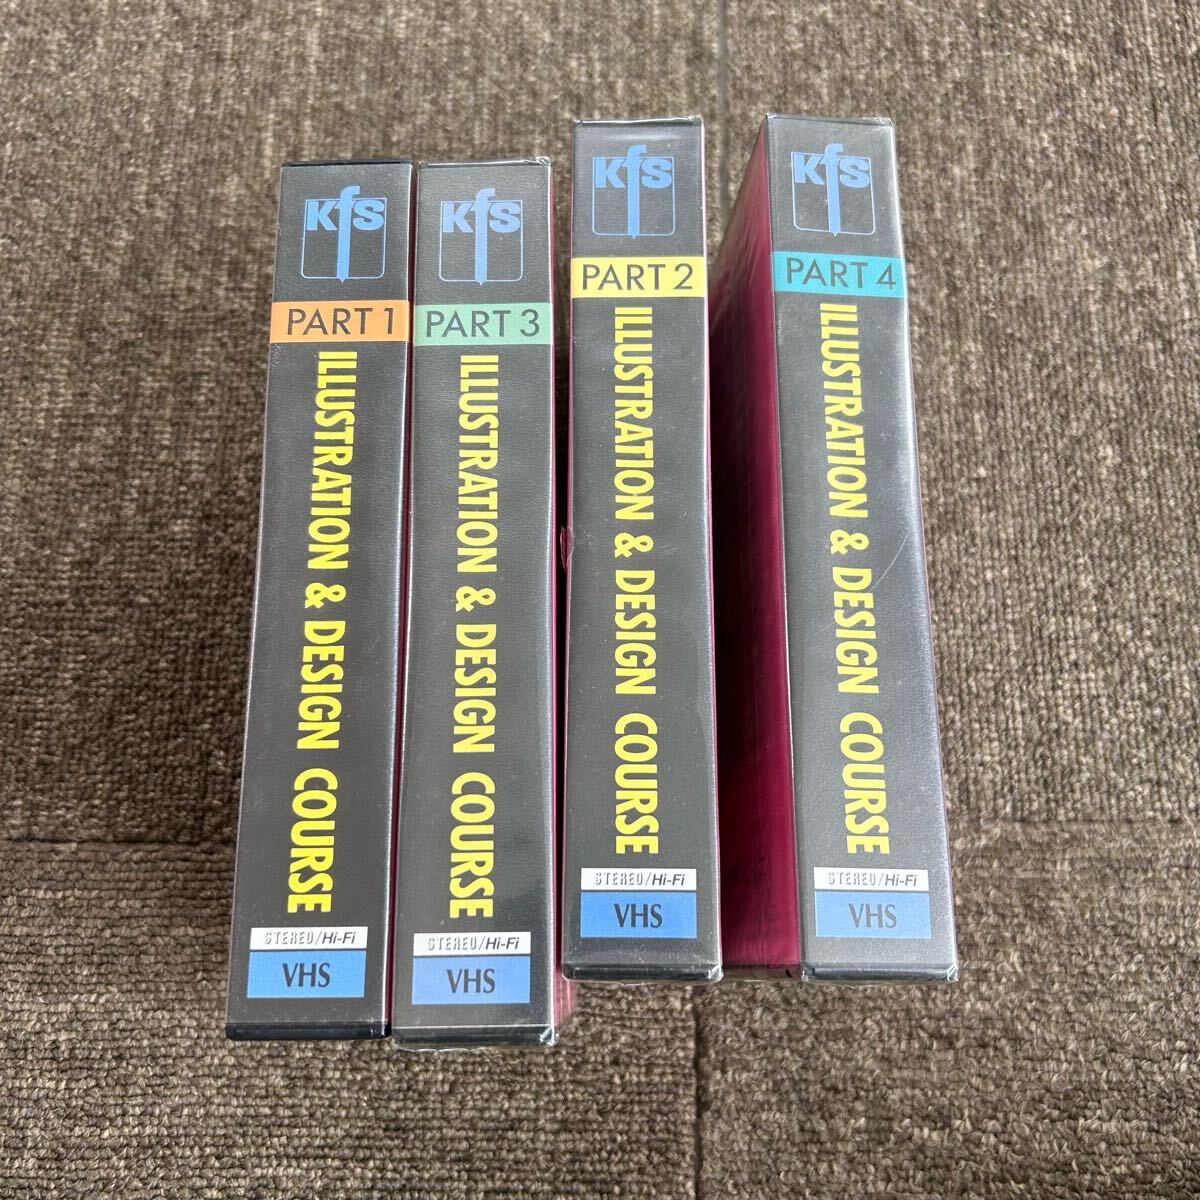 KfS
PART 1
ILLUSTRATION & DESIGN COURSE
STEREO/Hi-Fi
VHS
KfS
PART 3
ILLUSTRATION & DESIGN COURSE
STEREO/Hi-Fi
VHS
KfS
PART 2
ILLUSTRATION & DESIGN COURSE
STEREO/Hi-Fi
VHS
KfS
PART 4
ILLUSTRATION & DESIGN COURSE
STEREO/Hi-Fi
VHS